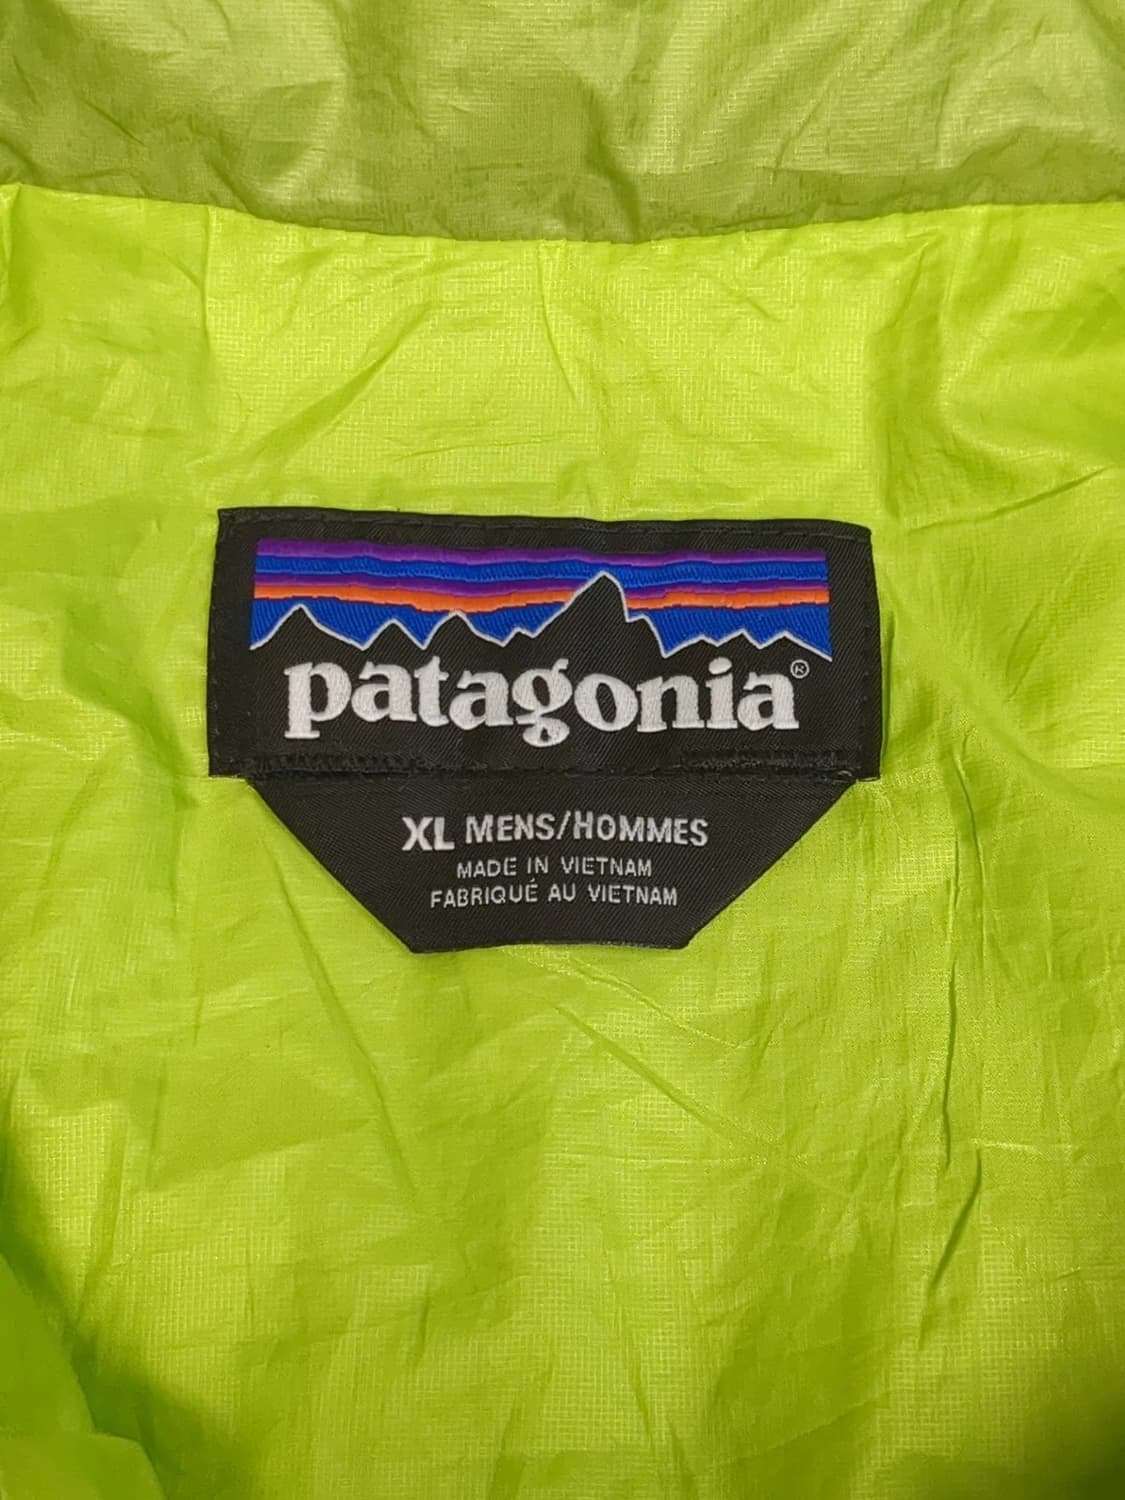 patagonia®
XL MENS/HOMMES
MADE IN VIETNAM
FABRIQUÉ AU VIETNAM